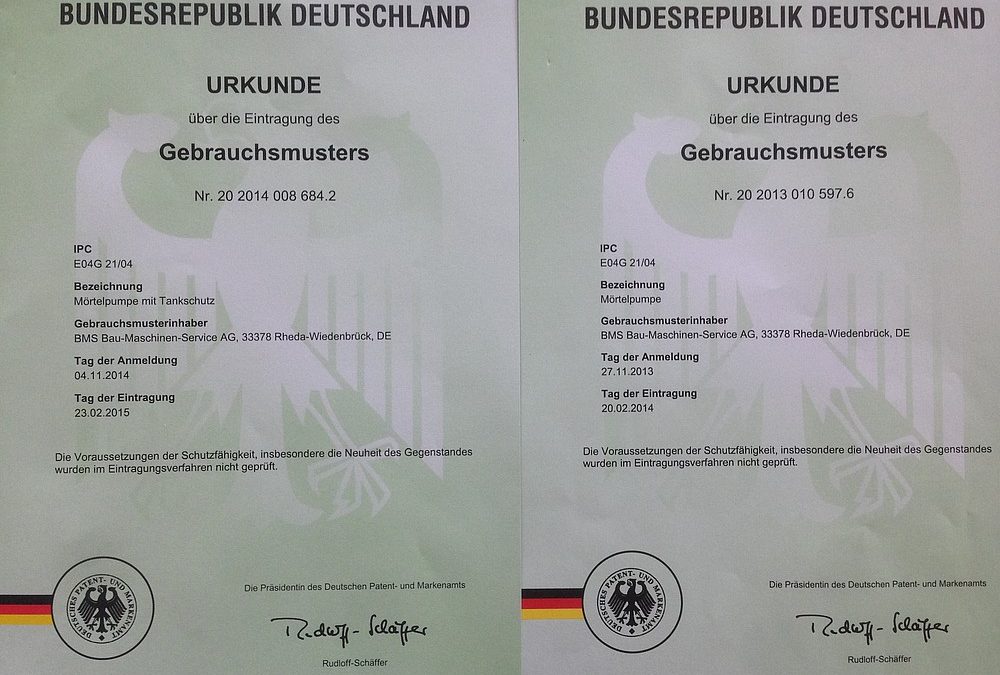 BUNDESREPUBLIK DEUTSCHLAND
URKUNDE
über die Eintragung des
Gebrauchsmusters
Nr. 20 2014 008 684.2
IPC
E04G 21/04
Bezeichnung
Mörtelpumpe mit Tankschutz
Gebrauchsmusterinhaber
BMS Bau-Maschinen-Service AG, 33378 Rheda-Wiedenbrück, DE
Tag der Anmeldung
04.11.2014
Tag der Eintragung
23.02.2015
Die Voraussetzungen der Schutzfähigkeit, insbesondere die Neuheit des Gegenstandes
wurden im Eintragungsverfahren nicht geprüft.
DEUTSCHES PATENT- UND MARKENAMT
Die Präsidentin des Deutschen Patent- und Markenamts
Rudloff-Schäffer
Rudloff-Schäffer
BUNDESREPUBLIK DEUTSCHLAND
URKUNDE
über die Eintragung des
Gebrauchsmusters
Nr. 20 2013 010 597.6
IPC
E04G 21/04
Bezeichnung
Mörtelpumpe
Gebrauchsmusterinhaber
BMS Bau-Maschinen-Service AG, 33378 Rheda-Wiedenbrück, DE
Tag der Anmeldung
27.11.2013
Tag der Eintragung
20.02.2014
Die Voraussetzungen der Schutzfähigkeit, insbesondere die Neuheit des Gegenstandes
wurden im Eintragungsverfahren nicht geprüft.
DEUTSCHES PATENT- UND MARKENAMT
Die Präsidentin des Deutschen Patent- und Markenamts
Rudloff-Schäffer
Rudloff-Schäffer